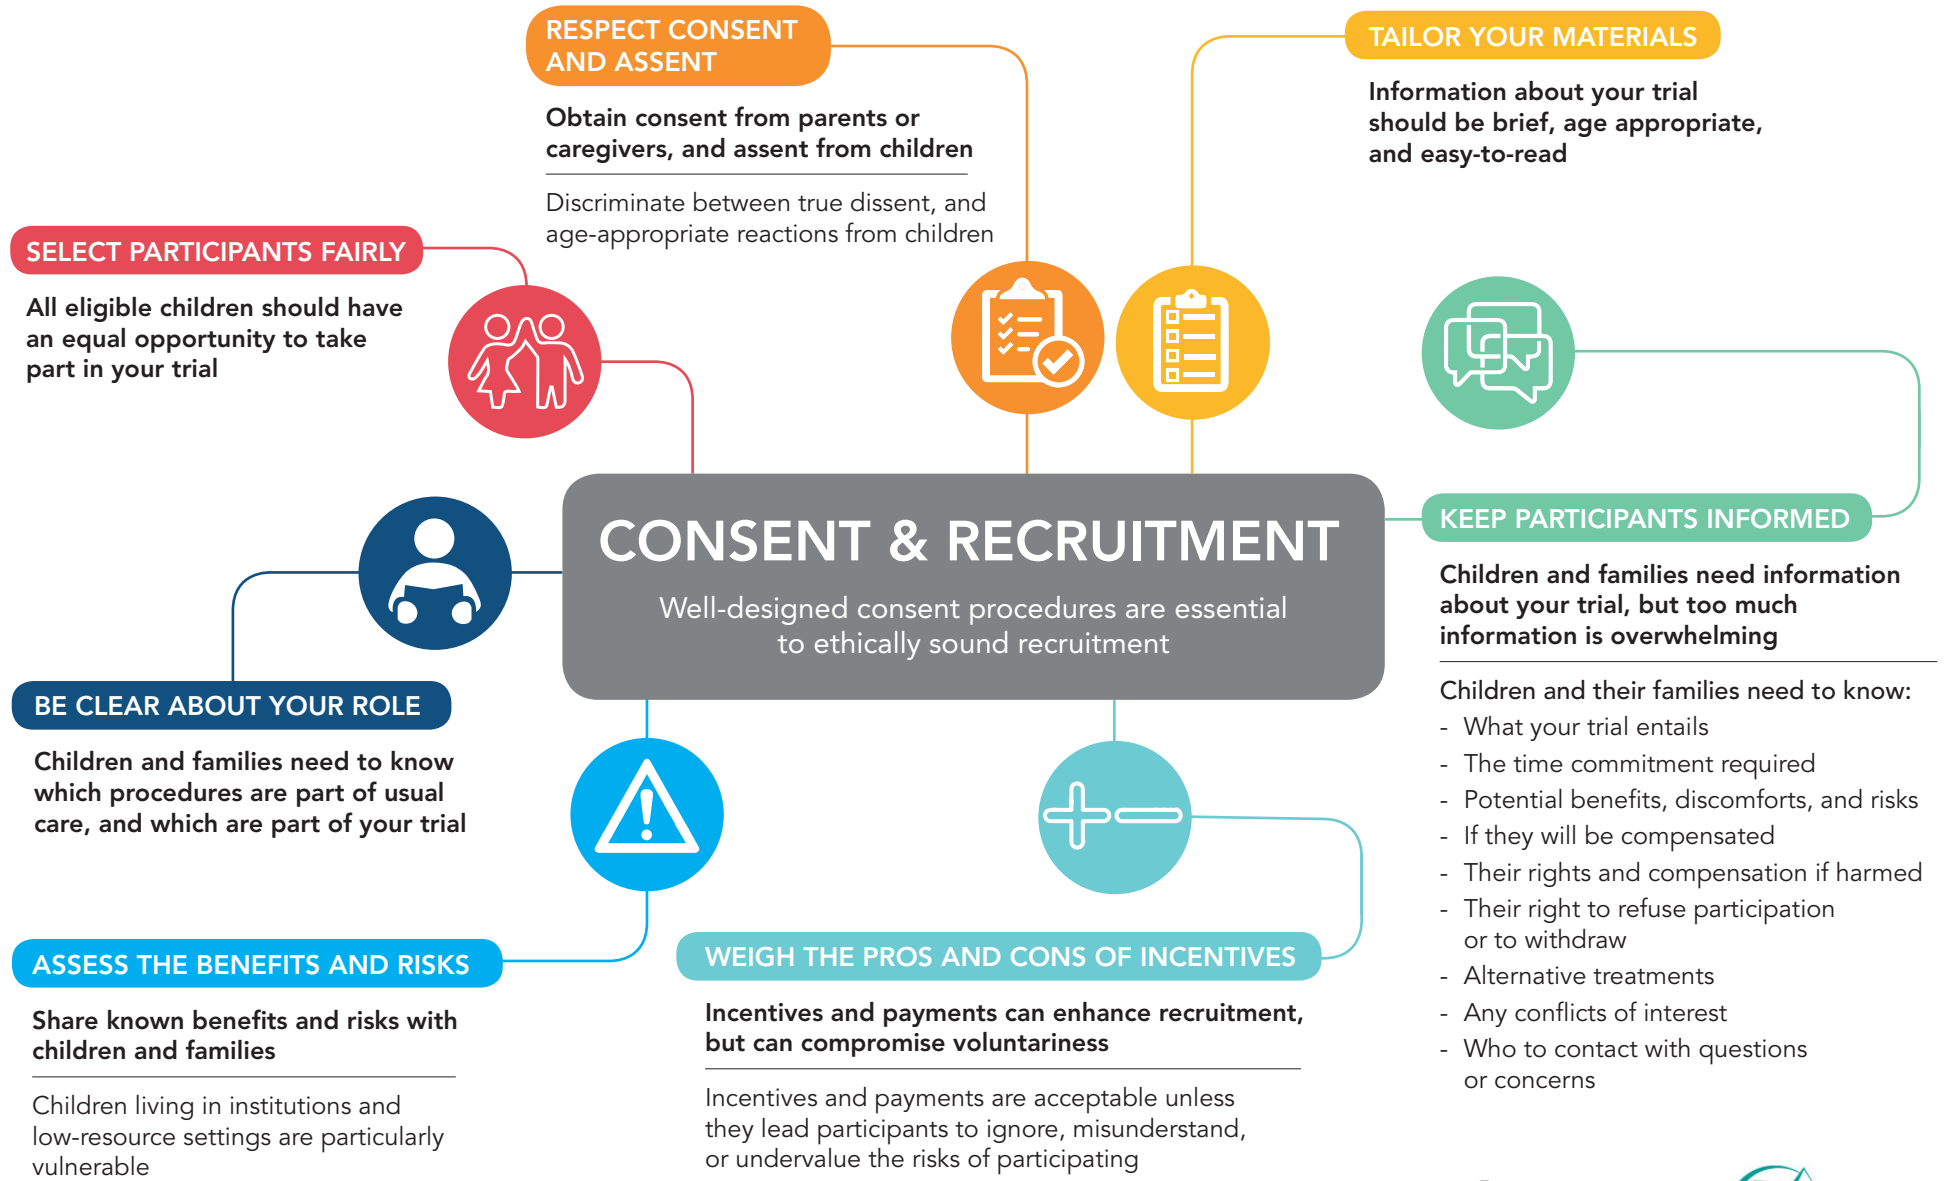 RESPECT CONSENT
AND ASSENT
Obtain consent from parents or
caregivers, and assent from children
Discriminate between true dissent, and
age-appropriate reactions from children
TAILOR YOUR MATERIALS
Information about your trial
should be brief, age appropriate,
and easy-to-read
SELECT PARTICIPANTS FAIRLY
All eligible children should have
an equal opportunity to take
part in your trial
CONSENT & RECRUITMENT
Well-designed consent procedures are essential
to ethically sound recruitment
KEEP PARTICIPANTS INFORMED
Children and families need information
about your trial, but too much
information is overwhelming
Children and their families need to know:
- What your trial entails
- The time commitment required
- Potential benefits, discomforts, and risks
- If they will be compensated
- Their rights and compensation if harmed
- Their right to refuse participation
or to withdraw
- Alternative treatments
- Any conflicts of interest
- Who to contact with questions
or concerns
BE CLEAR ABOUT YOUR ROLE
Children and families need to know
which procedures are part of usual
care, and which are part of your trial
ASSESS THE BENEFITS AND RISKS
Share known benefits and risks with
children and families
Children living in institutions and
low-resource settings are particularly
vulnerable
WEIGH THE PROS AND CONS OF INCENTIVES
Incentives and payments can enhance recruitment,
but can compromise voluntariness
Incentives and payments are acceptable unless
they lead participants to ignore, misunderstand,
or undervalue the risks of participating